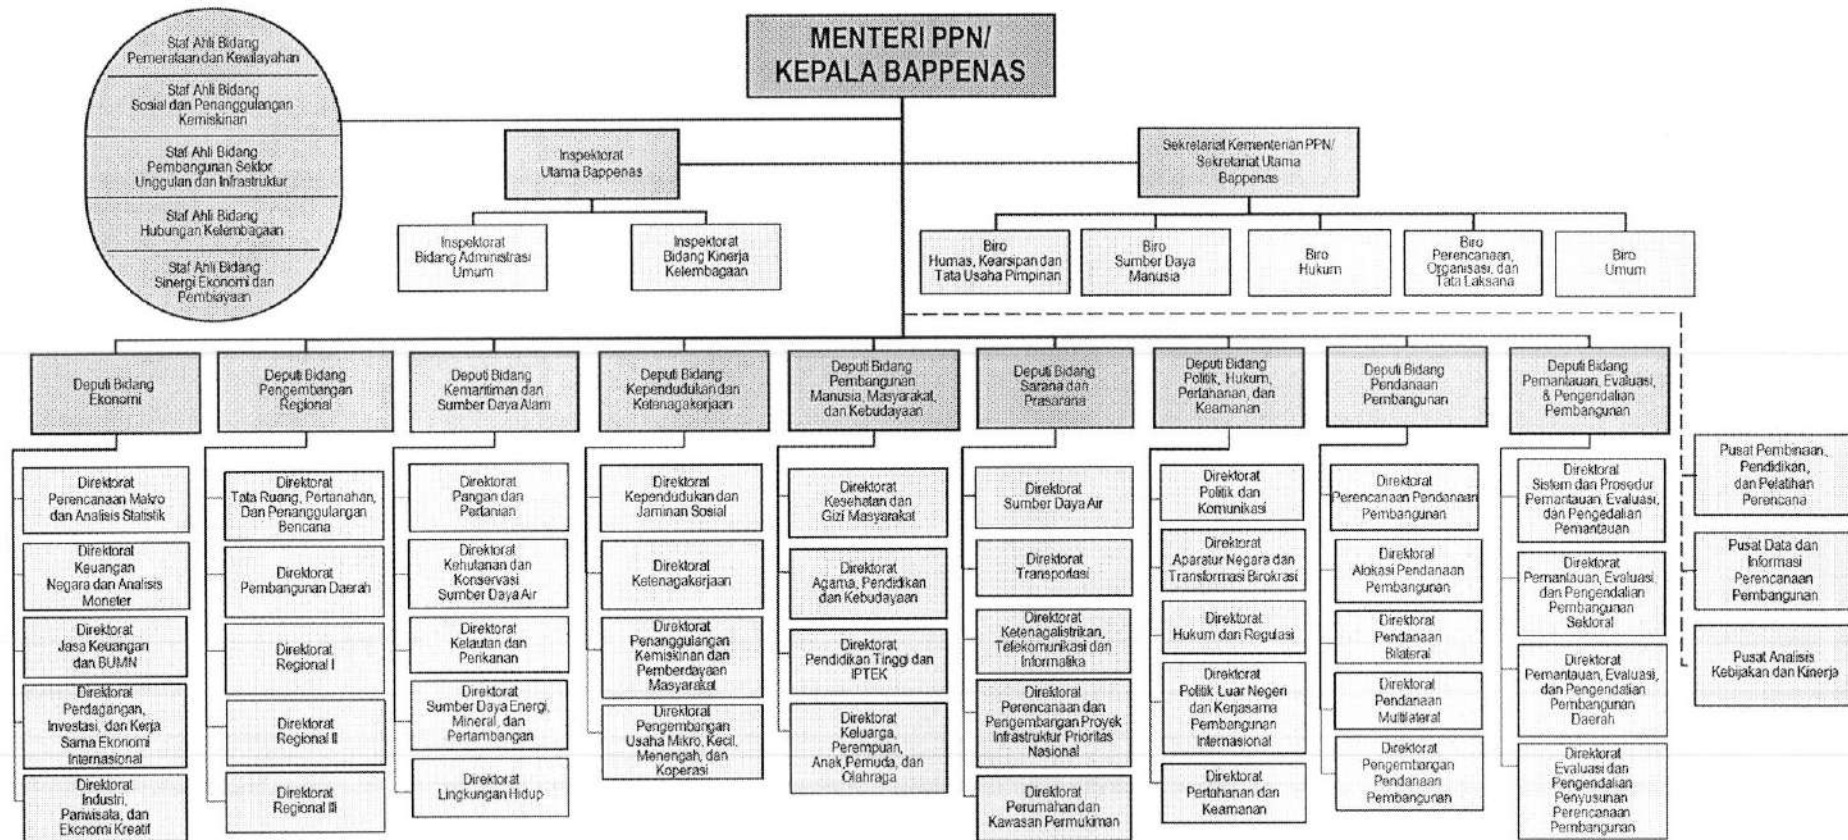 MENTERI PPN/
KEPALA BAPPENAS
Staf Ahli Bidang
Pemerataan dan Kewilayahan
Staf Ahli Bidang
Sosial dan Penanggulangan
Kemiskinan
Staf Ahli Bidang
Pembangunan Sektor
Unggulan dan Infrastruktur
Staf Ahli Bidang
Hubungan Kelembagaan
Staf Ahli Bidang
Sinergi Ekonomi dan
Pembiayaan
Inspektorat
Utama Bappenas
Sekretariat Kementerian PPN/
Sekretariat Utama
Bappenas
Inspektorat
Bidang Administrasi
Umum
Inspektorat
Bidang Kinerja
Kelembagaan
Biro
Humas, Kearsipan dan
Tata Usaha Pimpinan
Biro
Sumber Daya
Manusia
Biro
Hukum
Biro
Perencanaan,
Organisasi, dan
Tata Laksana
Biro
Umum
Deputi Bidang
Ekonomi
Direktorat
Perencanaan Makro
dan Analisis Statistik
Direktorat
Keuangan
Negara dan Analisis
Moneter
Direktorat
Jasa Keuangan
dan BUMN
Direktorat
Perdagangan,
Investasi, dan Kerja
Sama Ekonomi
Internasional
Direktorat
Industri,
Pariwisata, dan
Ekonomi Kreatif
Deputi Bidang
Pengembangan
Regional
Direktorat
Tata Ruang, Pertanahan,
Dan Penanggulangan
Bencana
Direktorat
Pembangunan Daerah
Direktorat
Regional I
Direktorat
Regional II
Direktorat
Regional III
Deputi Bidang
Kemaritiman dan
Sumber Daya Alam
Direktorat
Pangan dan
Pertanian
Direktorat
Kehutanan dan
Konservasi
Sumber Daya Air
Direktorat
Kelautan dan
Perikanan
Direktorat
Sumber Daya Energi,
Mineral, dan
Pertambangan
Direktorat
Lingkungan Hidup
Deputi Bidang
Kependudukan dan
Ketenagakerjaan
Direktorat
Kependudukan dan
Jaminan Sosial
Direktorat
Ketenagakerjaan
Direktorat
Penanggulangan
Kemiskinan dan
Pemberdayaan
Masyarakat
Direktorat
Pengembangan
Usaha Mikro, Kecil,
Menengah, dan
Koperasi
Deputi Bidang
Pembangunan
Manusia, Masyarakat,
dan Kebudayaan
Direktorat
Kesehatan dan
Gizi Masyarakat
Direktorat
Agama, Pendidikan
dan Kebudayaan
Direktorat
Pendidikan Tinggi dan
IPTEK
Direktorat
Keluarga,
Perempuan,
Anak,Pemuda, dan
Olahraga
Deputi Bidang
Sarana dan
Prasarana
Direktorat
Sumber Daya Air
Direktorat
Transportasi
Direktorat
Ketenagalistrikan,
Telekomunikasi dan
Informatika
Direktorat
Perencanaan dan
Pengembangan Proyek
Infrastruktur Prioritas
Nasional
Direktorat
Perumahan dan
Kawasan Permukiman
Deputi Bidang
Politik, Hukum,
Pertahanan, dan
Keamanan
Direktorat
Politik dan
Komunikasi
Direktorat
Aparatur Negara dan
Transformasi Birokrasi
Direktorat
Hukum dan Regulasi
Direktorat
Politik Luar Negeri
dan Kerjasama
Pembangunan
Internasional
Direktorat
Pertahanan dan
Keamanan
Deputi Bidang
Pendanaan
Pembangunan
Direktorat
Perencanaan Pendanaan
Pembangunan
Direktorat
Alokasi Pendanaan
Pembangunan
Direktorat
Pendanaan
Bilateral
Direktorat
Pendanaan
Multilateral
Direktorat
Pengembangan
Pendanaan
Pembangunan
Deputi Bidang
Pemantauan, Evaluasi,
& Pengendalian
Pembangunan
Direktorat
Sistem dan Prosedur
Pemantauan, Evaluasi,
dan Pengedalian
Pemantauan
Direktorat
Pemantauan, Evaluasi,
dan Pengendalian
Pembangunan
Sektoral
Direktorat
Pemantauan, Evaluasi,
dan Pengendalian
Pembangunan
Daerah
Direktorat
Evaluasi dan
Pengendalian
Penyusunan
Perencanaan
Pembangunan
Pusat Pembinaan,
Pendidikan,
dan Pelatihan
Perencana
Pusat Data dan
Informasi
Perencanaan
Pembangunan
Pusat Analisis
Kebijakan dan Kinerja